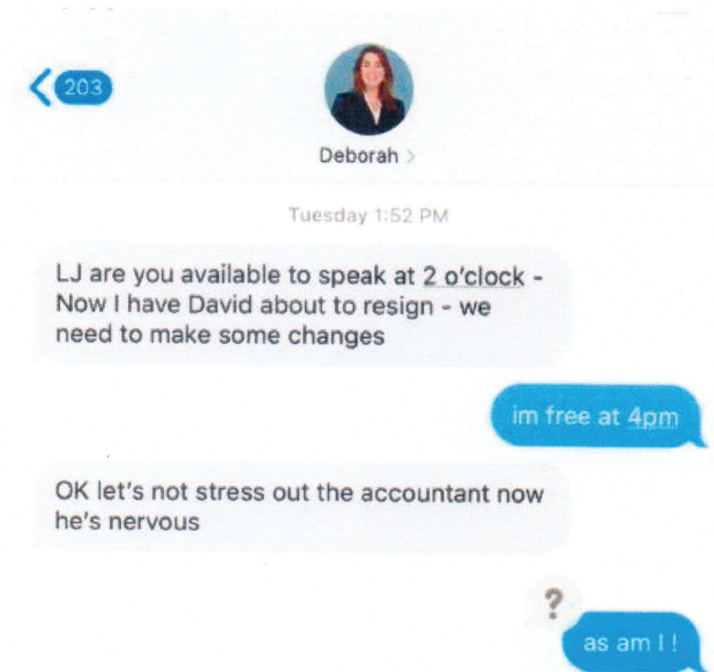 203
Deborah >
Tuesday 1:52 PM
LJ are you available to speak at 2 o'clock -
Now I have David about to resign - we
need to make some changes
im free at 4pm
OK let's not stress out the accountant now
he's nervous
?
as am I !